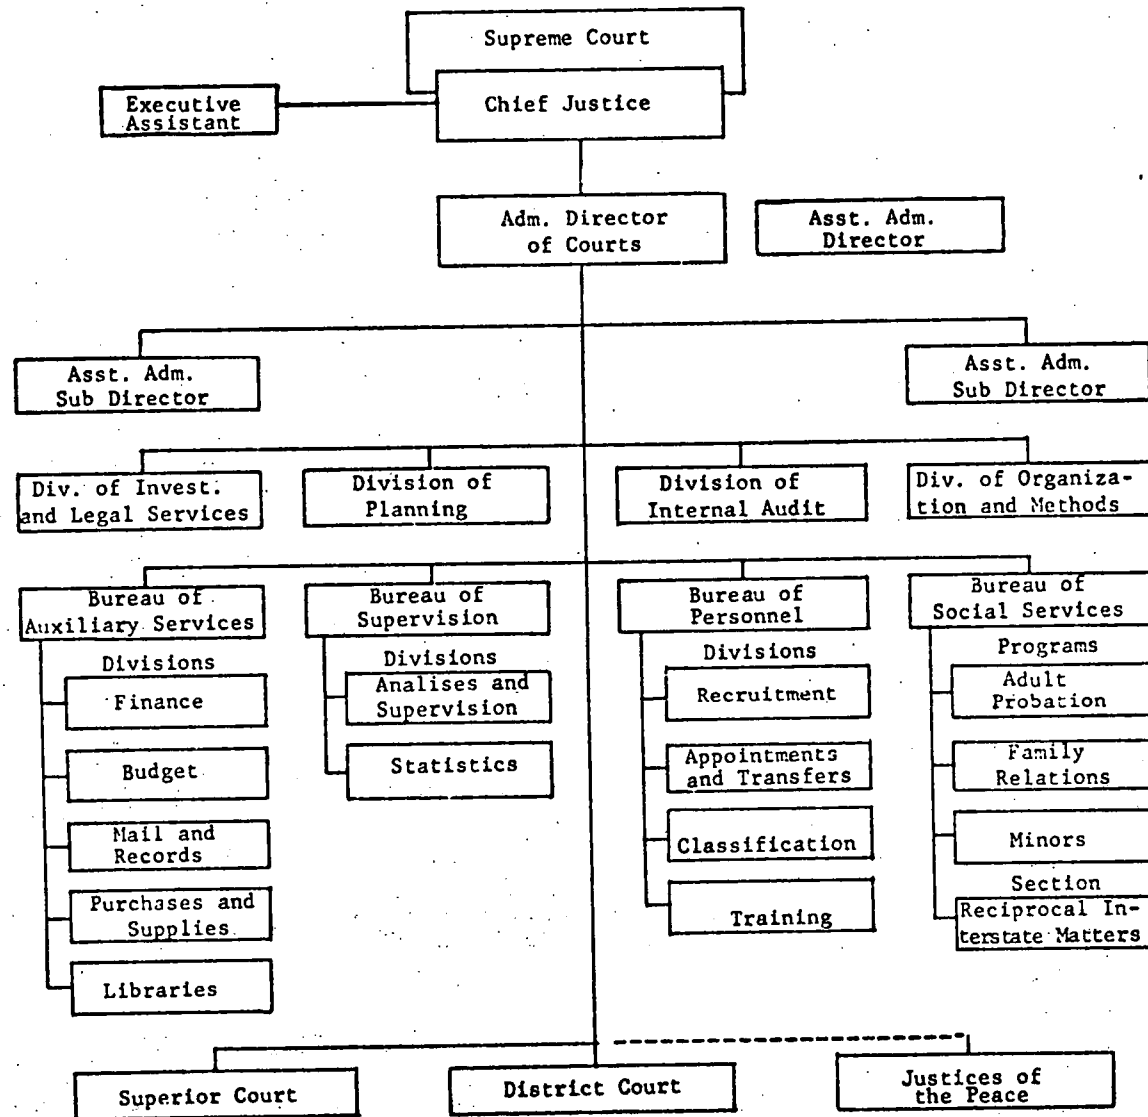 Supreme Court
Chief Justice
Executive
Assistant
Adm. Director
of Courts
Asst. Adm.
Director
Asst. Adm.
Sub Director
Asst. Adm.
Sub Director
Div. of Invest.
and Legal Services
Division of
Planning
Division of
Internal Audit
Div. of Organiza-
tion and Methods
Bureau of
Auxiliary Services
Divisions
Finance
Budget
Mail and
Records
Purchases and
Supplies
Libraries
Bureau of
Supervision
Divisions
Analises and
Supervision
Statistics
Bureau of
Personnel
Divisions
Recruitment
Appointments
and Transfers
Classification
Training
Bureau of
Social Services
Programs
Adult
Probation
Family
Relations
Minors
Section
Reciprocal In-
terstate Matters
Superior Court
District Court
Justices of
the Peace